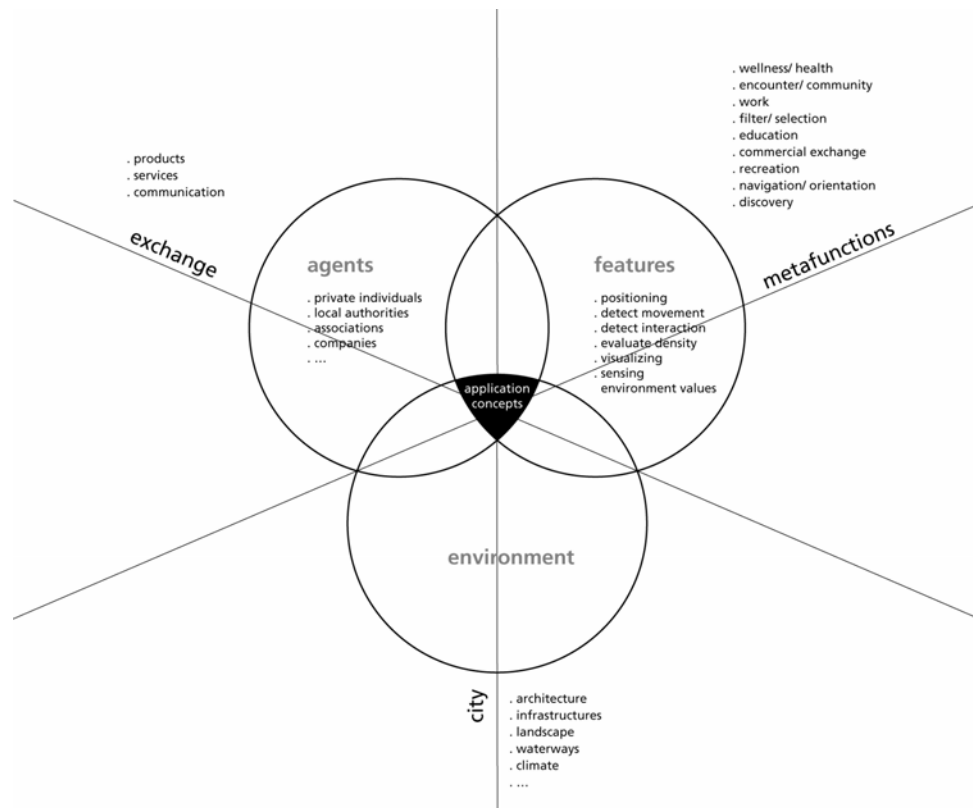 . wellness/ health
. encounter/ community
. work
. filter/ selection
. education
. commercial exchange
. recreation
. navigation/ orientation
. discovery
. products
. services
. communication
exchange
metafunctions
agents
. private individuals
. local authorities
. associations
. companies
. ...
features
. positioning
. detect movement
. detect interaction
. evaluate density
. visualizing
. sensing
environment values
application
concepts
environment
city
. architecture
. infrastructures
. landscape
. waterways
. climate
. ...